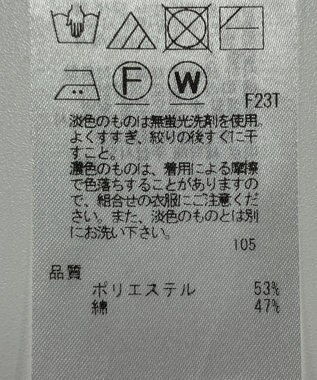 F W
F23T
淡色のものは無蛍光洗剤を使用。
よくすすぎ、絞りの後すぐに干
すこと。
濃色のものは、着用による摩擦
で色落ちすることがありますの
で、組合せの衣服にご注意くだ
さい。また、淡色のものとは別
にお洗い下さい。
105
品質
ポリエステル 53%
綿 47%